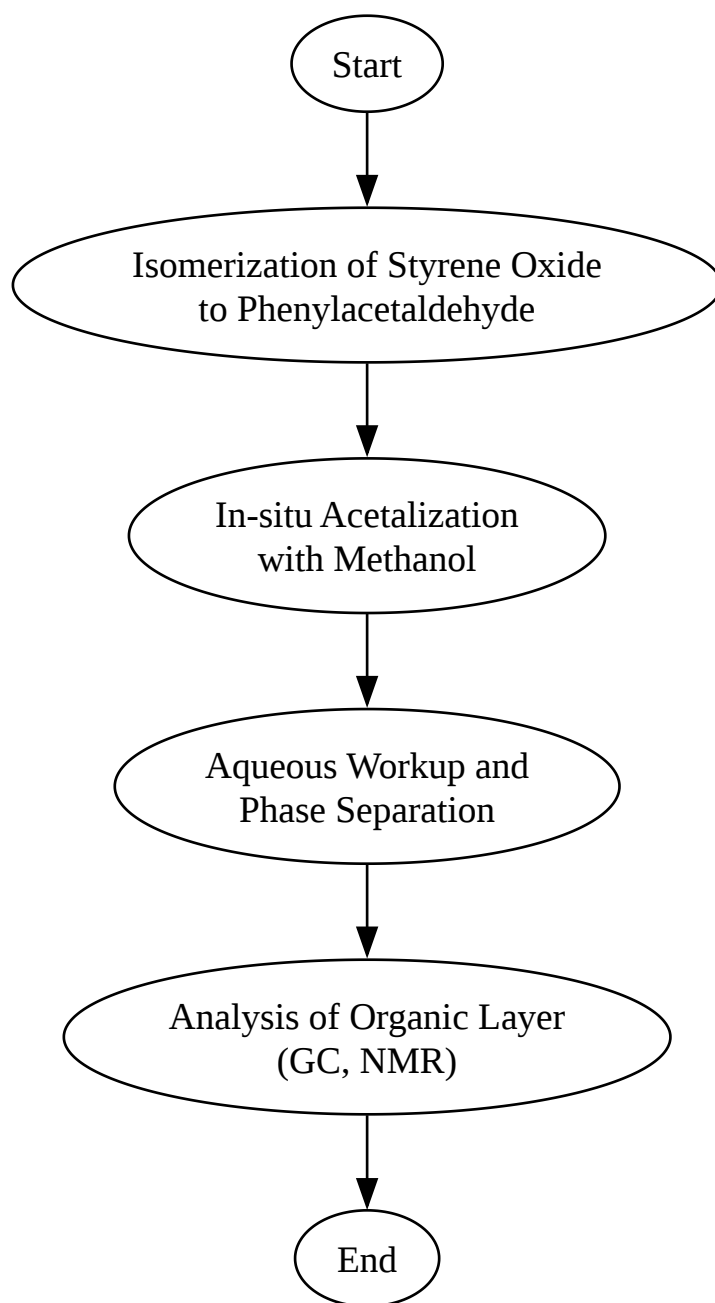 Start
Isomerization of Styrene Oxide
to Phenylacetaldehyde
In-situ Acetalization
with Methanol
Aqueous Workup and
Phase Separation
Analysis of Organic Layer
(GC, NMR)
End